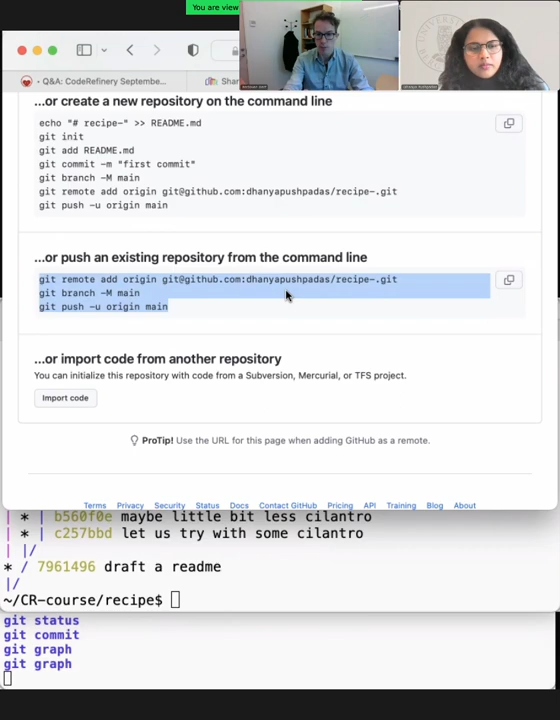 You are view
Q&A: CodeRefinery Septembe...
Shar
...or create a new repository on the command line
echo "# recipe-" >> README.md
git init
git add README.md
git commit -m "first commit"
git branch -M main
git remote add origin git@github.com:dhanyapushpadas/recipe-.git
git push -u origin main
...or push an existing repository from the command line
git remote add origin git@github.com:dhanyapushpadas/recipe-.git
git branch -M main
git push -u origin main
...or import code from another repository
You can initialize this repository with code from a Subversion, Mercurial, or TFS project.
Import code
ProTip! Use the URL for this page when adding GitHub as a remote.
Terms Privacy Security Status Docs Contact GitHub Pricing API Training Blog About
| * | b560f0e maybe little bit less cilantro
| * | c257bbd let us try with some cilantro
| |/
* / 7961496 draft a readme
|/
~/CR-course/recipe$
git status
git commit
git graph
git graph